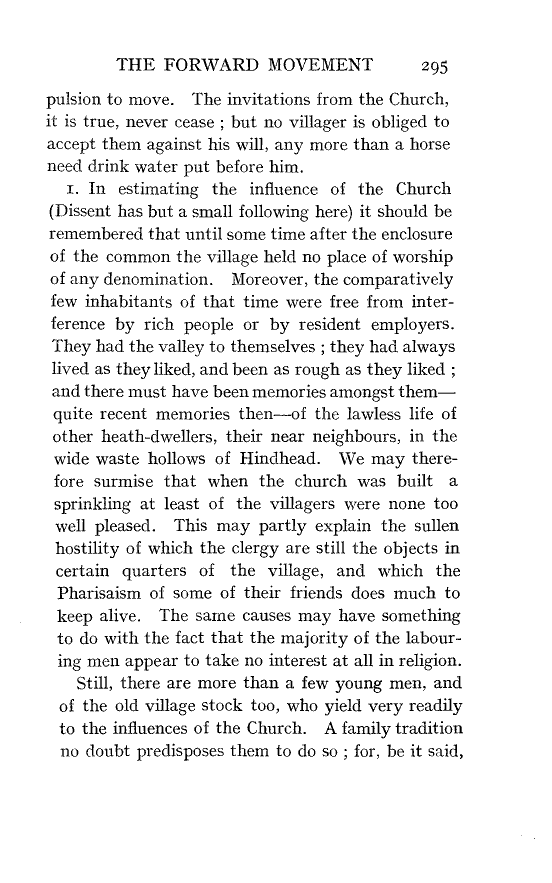 THE FORWARD MOVEMENT 295
pulsion to move. The invitations from the Church,
it is true, never cease ; but no villager is obliged to
accept them against his will, any more than a horse
need drink water put before him.
1. In estimating the influence of the Church
(Dissent has but a small following here) it should be
remembered that until some time after the enclosure
of the common the village held no place of worship
of any denomination. Moreover, the comparatively
few inhabitants of that time were free from inter-
ference by rich people or by resident employers.
They had the valley to themselves ; they had always
lived as they liked, and been as rough as they liked ;
and there must have been memories amongst them—
quite recent memories then—of the lawless life of
other heath-dwellers, their near neighbours, in the
wide waste hollows of Hindhead. We may there-
fore surmise that when the church was built a
sprinkling at least of the villagers were none too
well pleased. This may partly explain the sullen
hostility of which the clergy are still the objects in
certain quarters of the village, and which the
Pharisaism of some of their friends does much to
keep alive. The same causes may have something
to do with the fact that the majority of the labour-
ing men appear to take no interest at all in religion.
Still, there are more than a few young men, and
of the old village stock too, who yield very readily
to the influences of the Church. A family tradition
no doubt predisposes them to do so ; for, be it said,